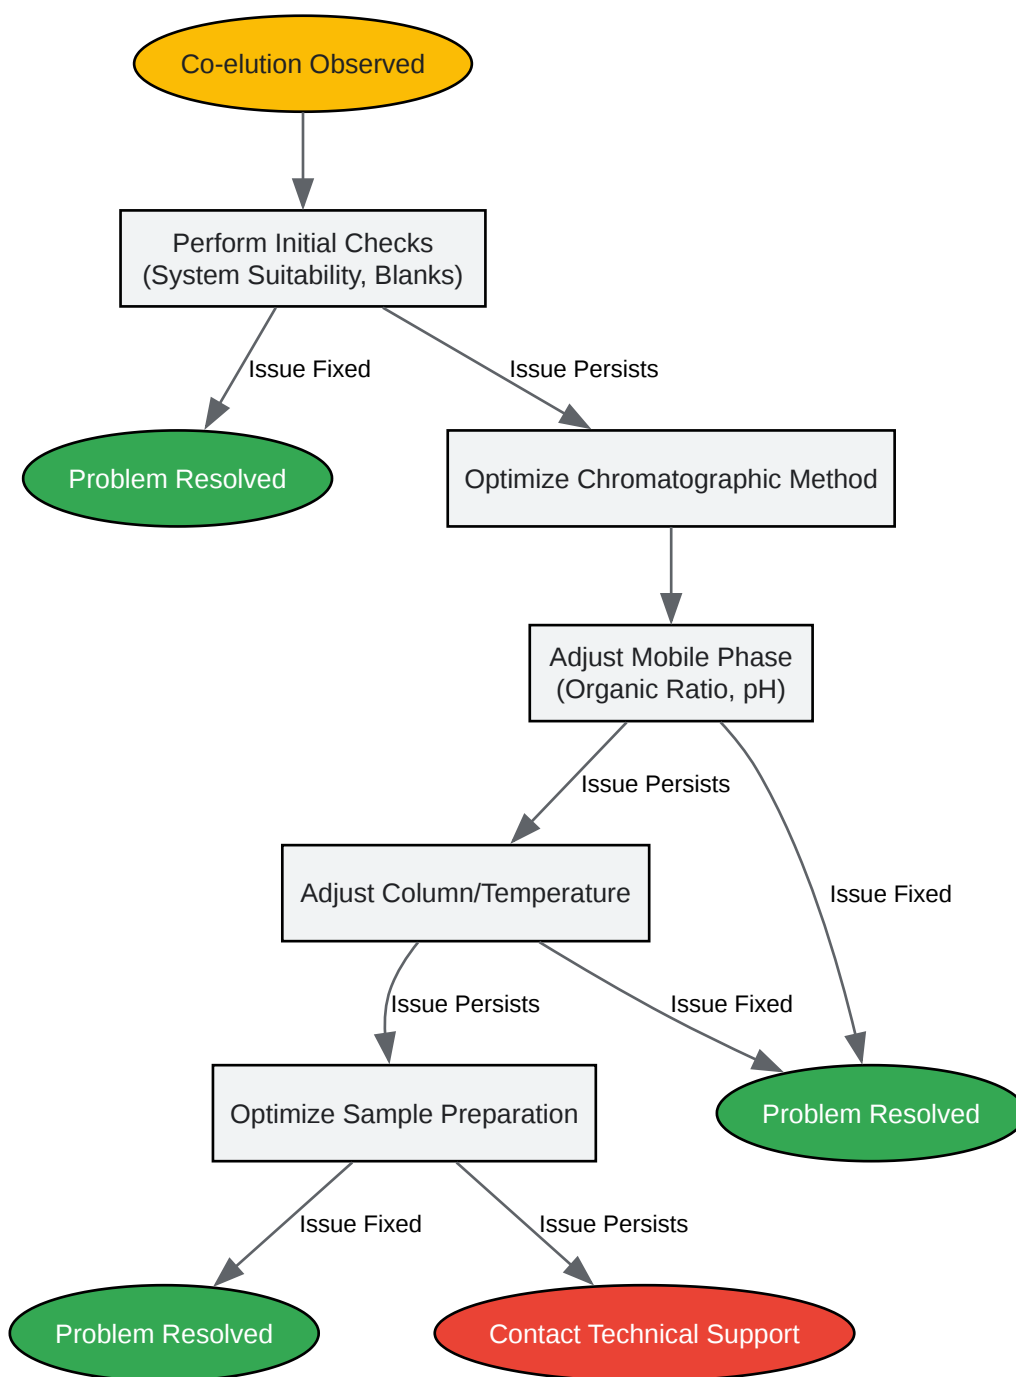 Co-elution Observed
Perform Initial Checks
(System Suitability, Blanks)
Issue Fixed
Issue Persists
Problem Resolved
Optimize Chromatographic Method
Adjust Mobile Phase
(Organic Ratio, pH)
Issue Persists
Adjust Column/Temperature
Issue Fixed
Issue Persists
Issue Fixed
Optimize Sample Preparation
Problem Resolved
Issue Fixed
Issue Persists
Problem Resolved
Contact Technical Support